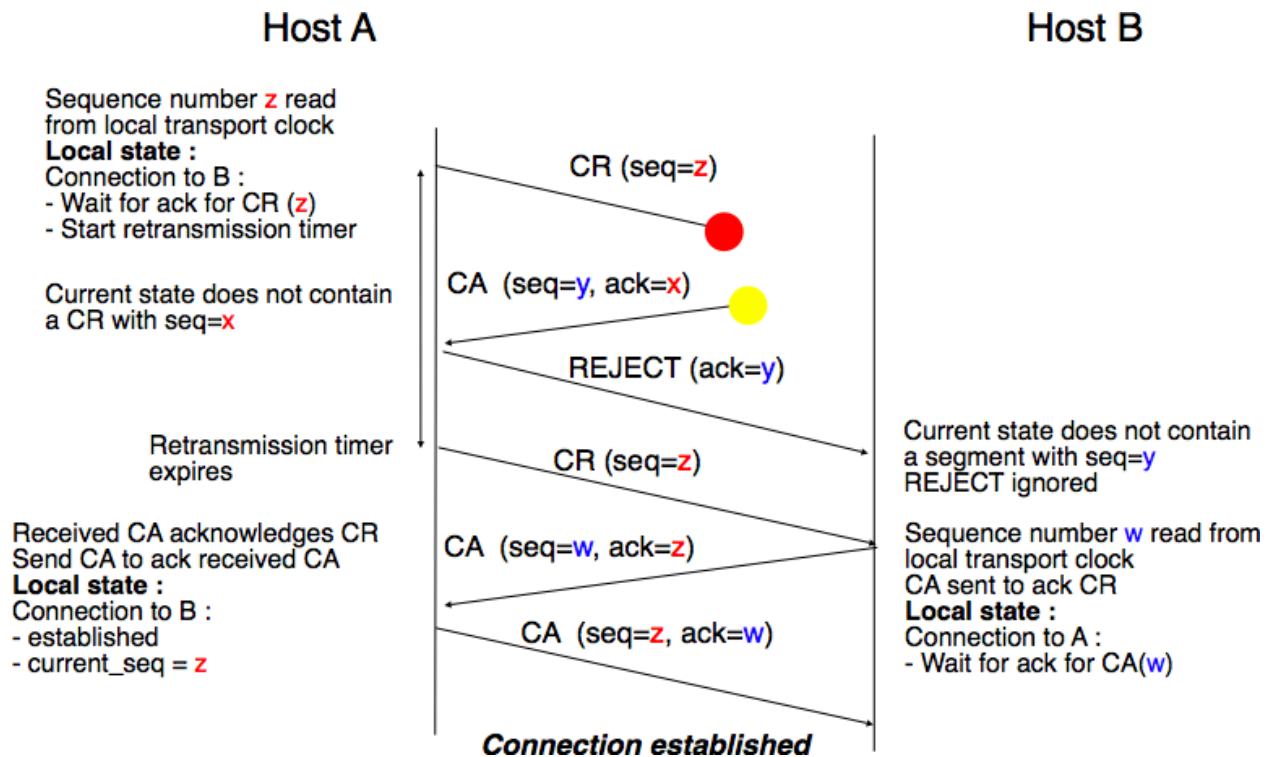 Host A
Host B
Sequence number z read
from local transport clock
Local state :
Connection to B :
- Wait for ack for CR (z)
- Start retransmission timer
CR (seq=z)
CA (seq=y, ack=x)
Current state does not contain
a CR with seq=x
REJECT (ack=y)
Retransmission timer
expires
CR (seq=z)
Current state does not contain
a segment with seq=y
REJECT ignored
Received CA acknowledges CR
Send CA to ack received CA
Local state :
Connection to B :
- established
- current_seq = z
CA (seq=w, ack=z)
Sequence number w read from
local transport clock
CA sent to ack CR
Local state :
Connection to A :
- Wait for ack for CA(w)
CA (seq=z, ack=w)
Connection established